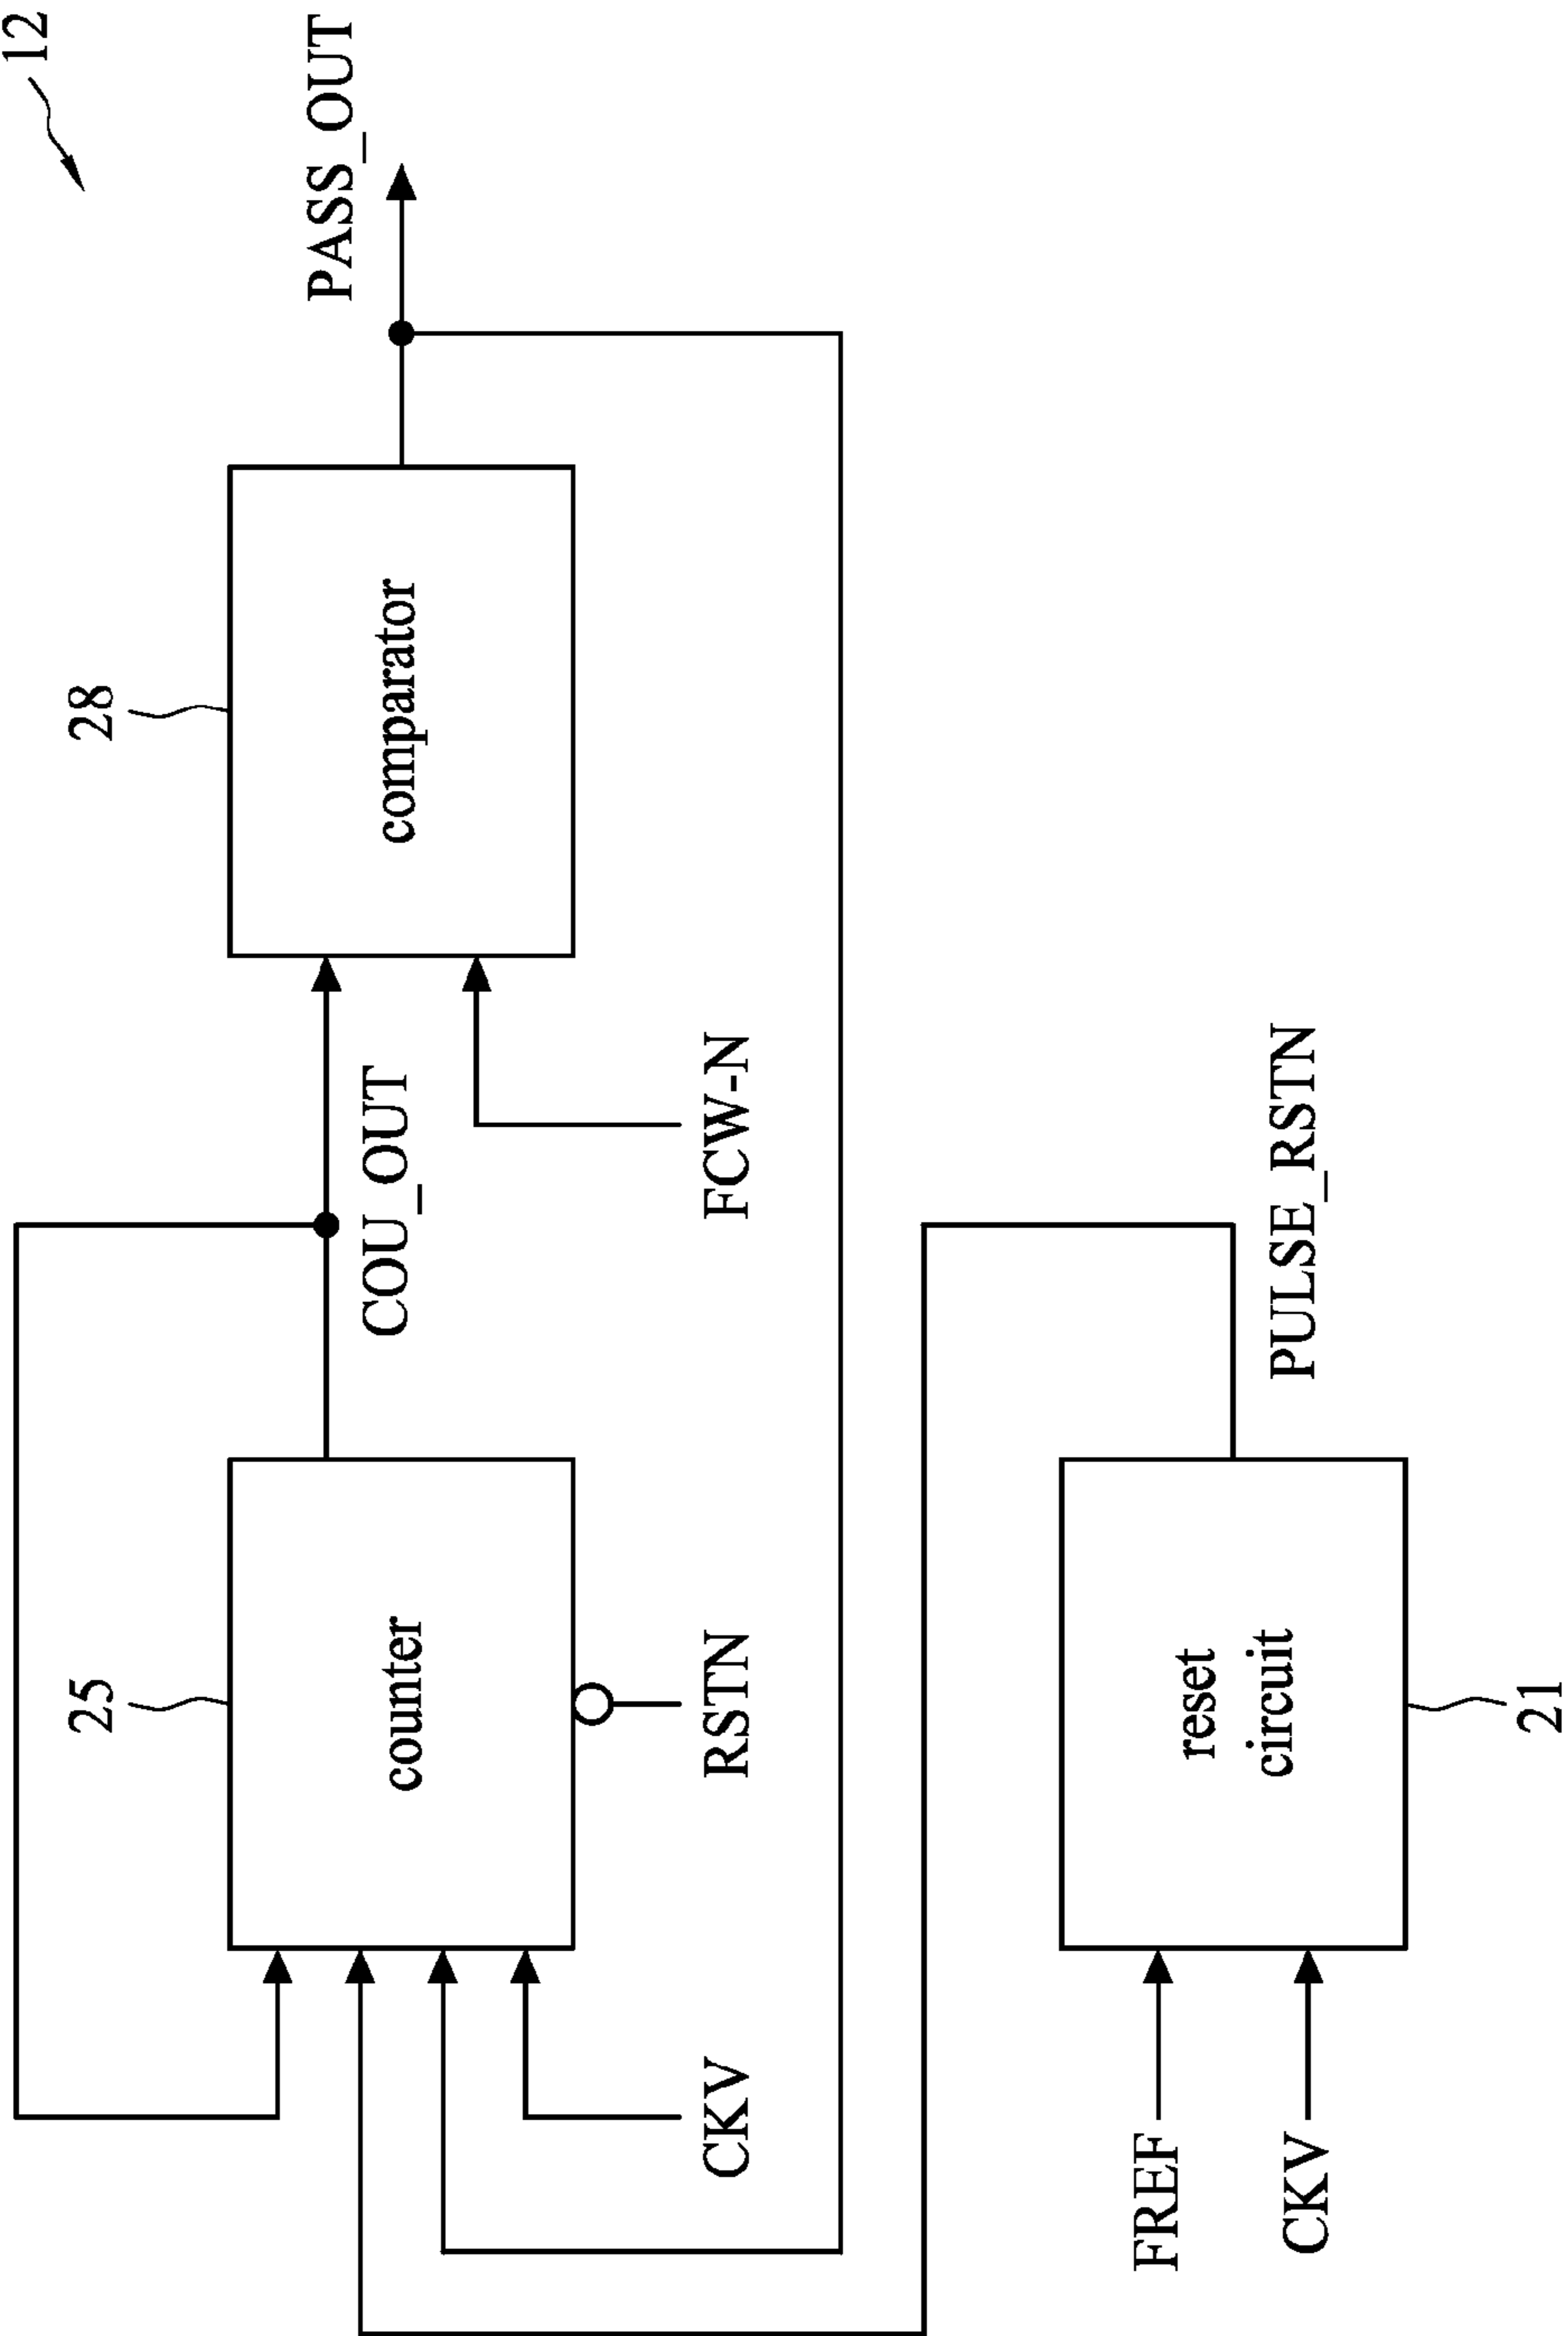 12
25
28
counter
comparator
COU_OUT
PASS_OUT
CKV
RSTN
FCW-N
FREF
CKV
reset
circuit
PULSE_RSTN
21